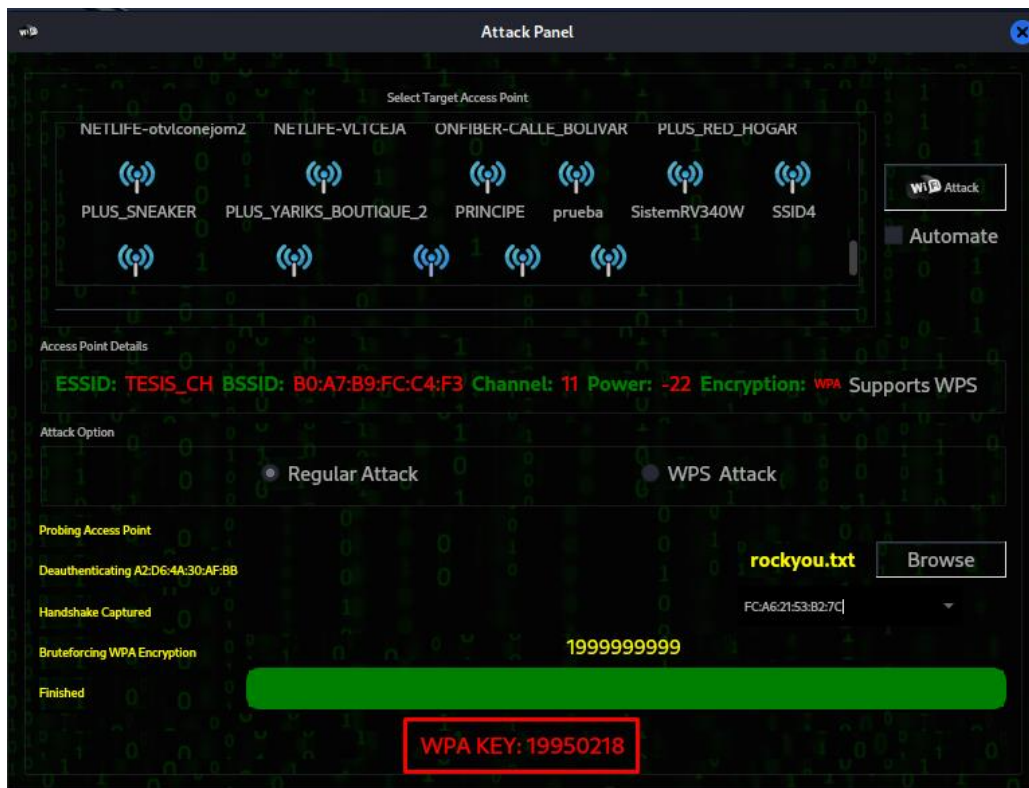 Attack Panel
Select Target Access Point
NETLIFE-otvlconejom2 NETLIFE-VLTCEJA ONFIBER-CALLE_BOLIVAR PLUS_RED_HOGAR
PLUS_SNEAKER PLUS_YARIKS_BOUTIQUE_2 PRINCIPE prueba SistemRV340W SSID4
WiFi Attack
Automate
Access Point Details
ESSID: TESIS_CH BSSID: B0:A7:B9:FC:C4:F3 Channel: 11 Power: -22 Encryption: WPA Supports WPS
Attack Option
Regular Attack WPS Attack
Probing Access Point
rockyou.txt Browse
Deauthenticating A2:D6:4A:30:AF:BB
Handshake Captured FC:A6:21:53:B2:7C
Bruteforcing WPA Encryption 1999999999
Finished
WPA KEY: 19950218